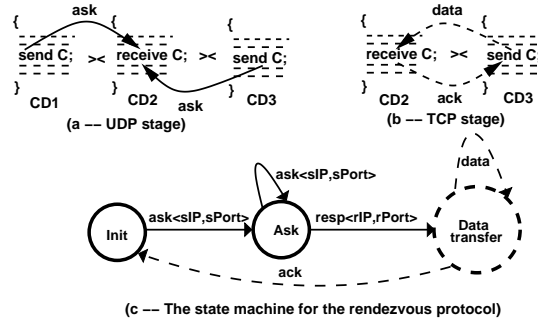 ask
{ { {
send C; >< receive C; >< send C;
} } }
CD1 CD2 ask CD3
(a −− UDP stage)
data
{ {
receive C; >< send C;
} }
CD2 ack CD3
(b −− TCP stage)
data
ask<sIP,sPort>
Init ask<sIP,sPort> Ask resp<rIP,rPort> Data transfer
ack
(c −− The state machine for the rendezvous protocol)